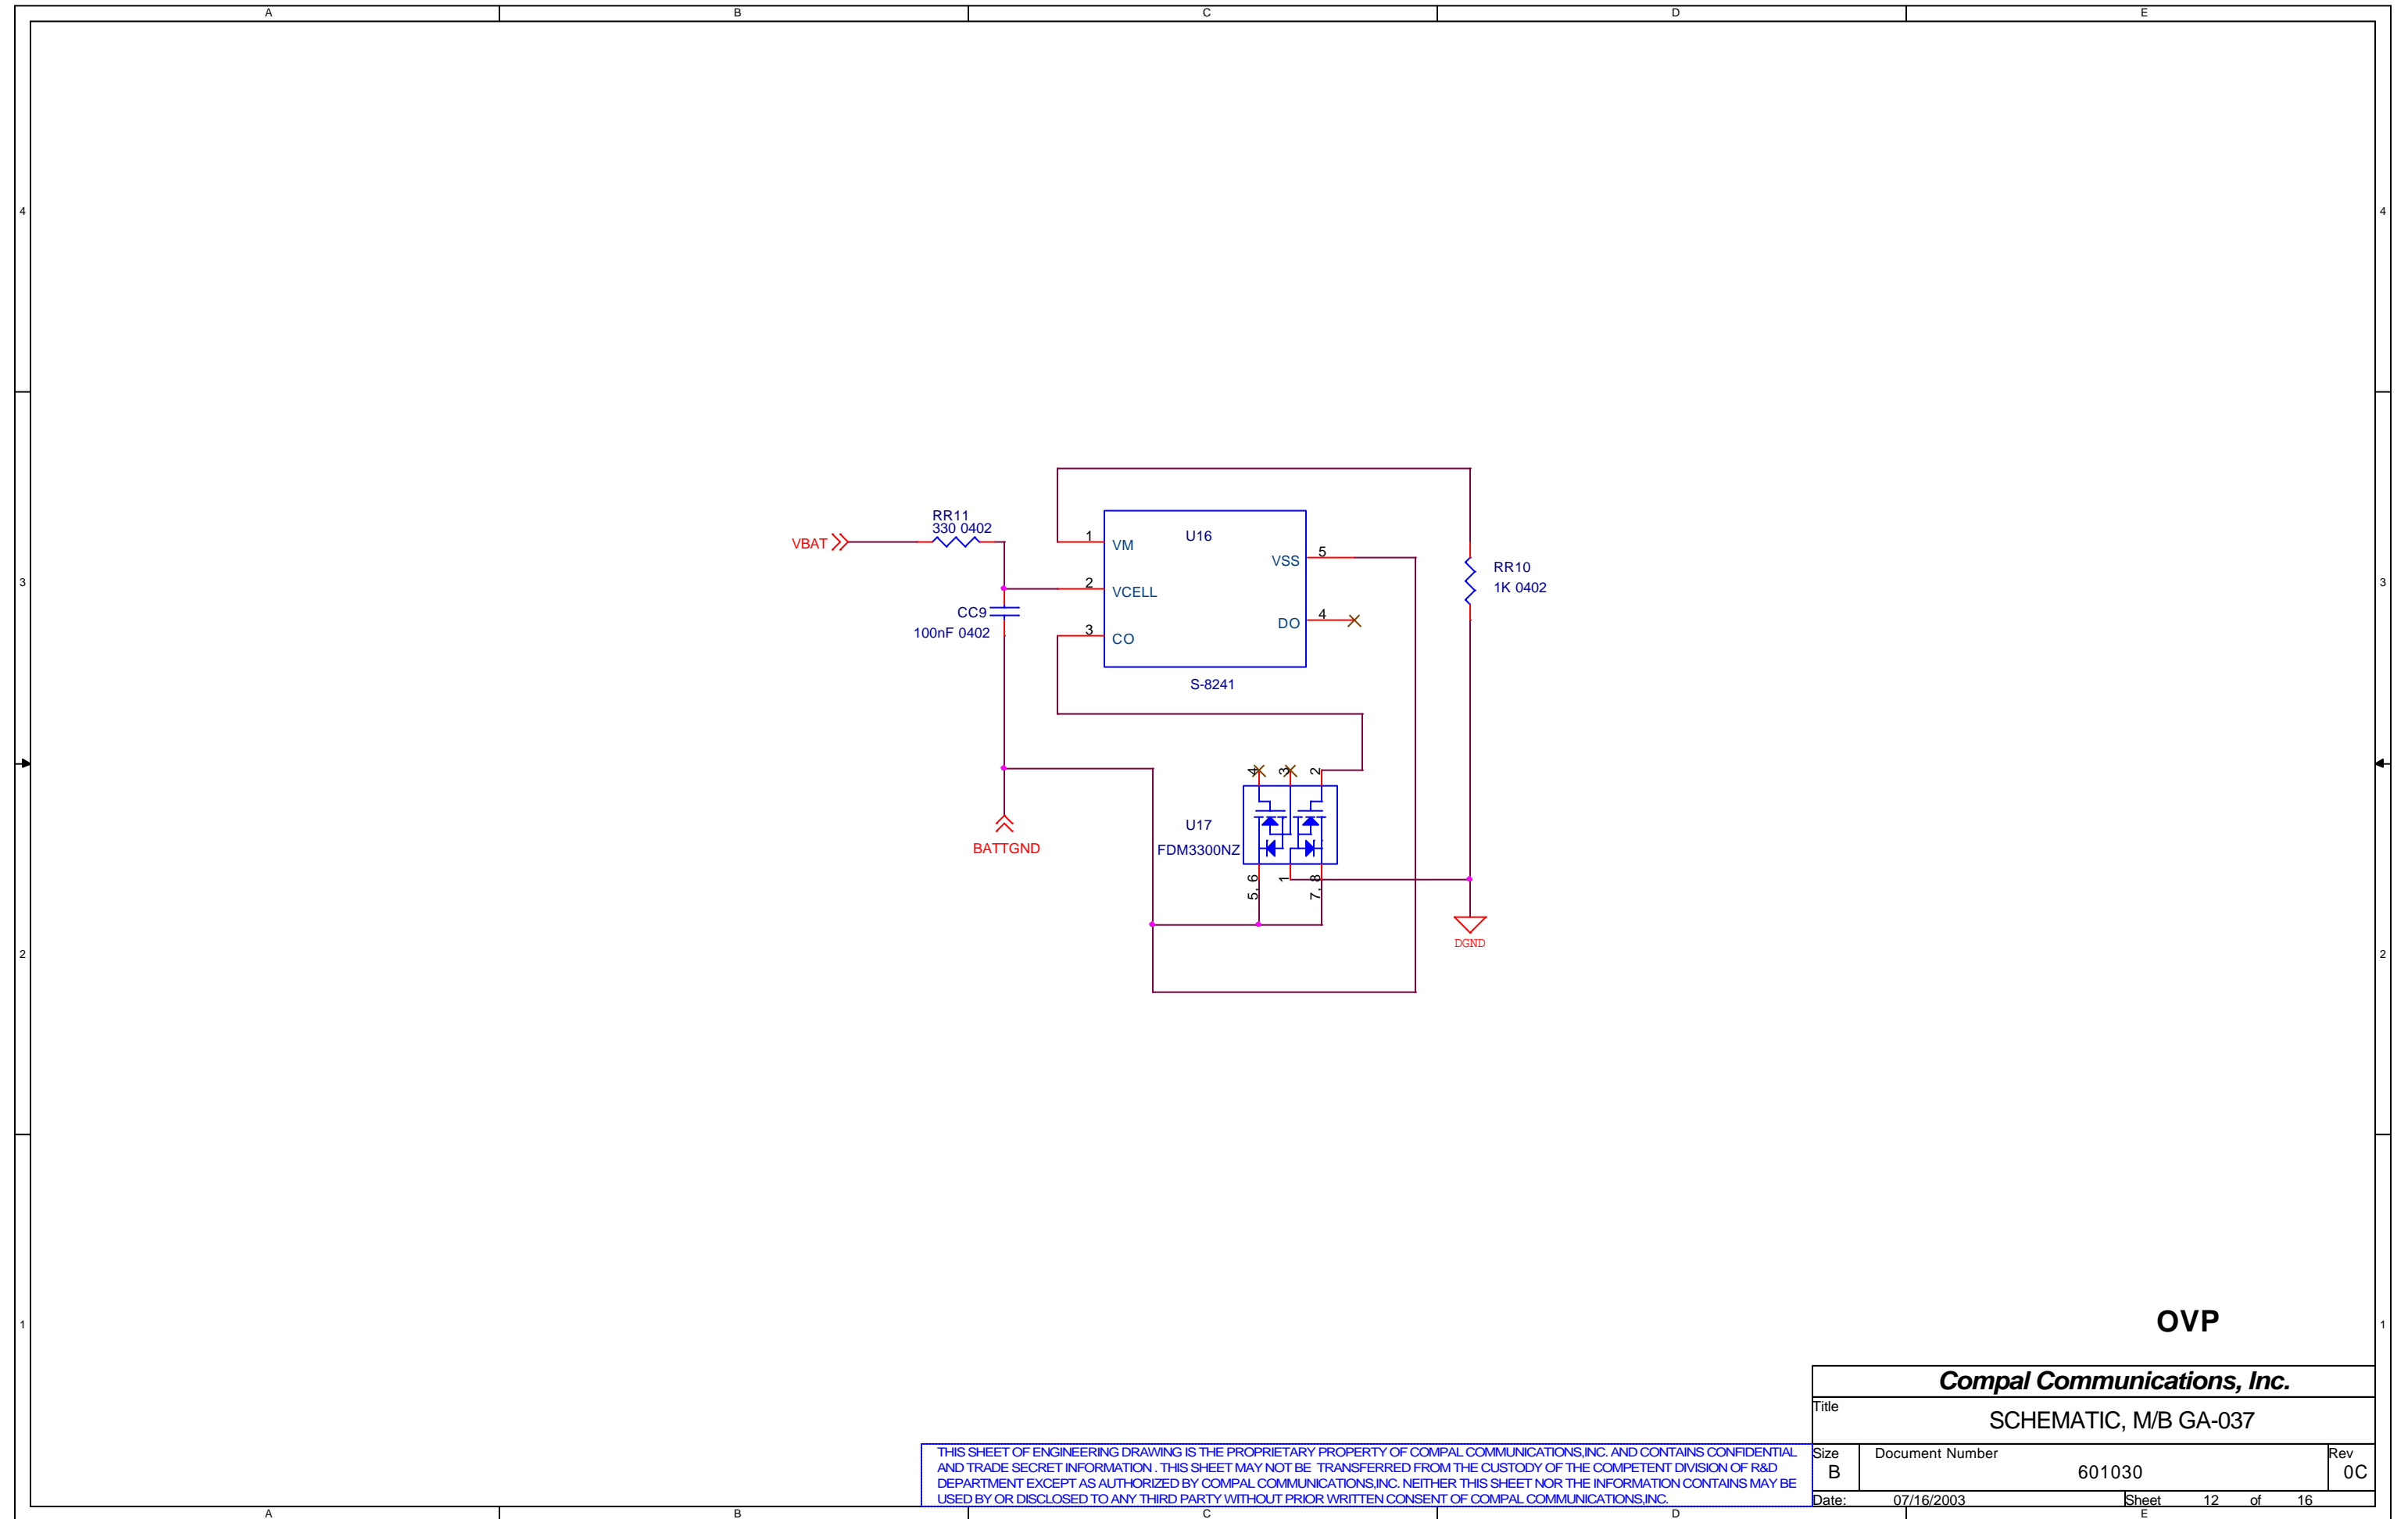 A B C D E
4 4
RR11
330 0402
VBAT
1 VM
U16
VSS 5
RR10
1K 0402
3 3
2 VCELL
CC9
100nF 0402
DO 4
3 CO
S-8241
4 3 2
U17
FDM3300NZ
BATTGND
5, 6 1 7, 8
DGND
2 2
OVP
1 1
Compal Communications, Inc.
Title
SCHEMATIC, M/B GA-037
THIS SHEET OF ENGINEERING DRAWING IS THE PROPRIETARY PROPERTY OF COMPAL COMMUNICATIONS,INC. AND CONTAINS CONFIDENTIAL
AND TRADE SECRET INFORMATION . THIS SHEET MAY NOT BE TRANSFERRED FROM THE CUSTODY OF THE COMPETENT DIVISION OF R&D
DEPARTMENT EXCEPT AS AUTHORIZED BY COMPAL COMMUNICATIONS,INC. NEITHER THIS SHEET NOR THE INFORMATION CONTAINS MAY BE
USED BY OR DISCLOSED TO ANY THIRD PARTY WITHOUT PRIOR WRITTEN CONSENT OF COMPAL COMMUNICATIONS,INC.
Size Document Number Rev
B 601030 0C
Date: 07/16/2003 Sheet 12 of 16
A B C D E